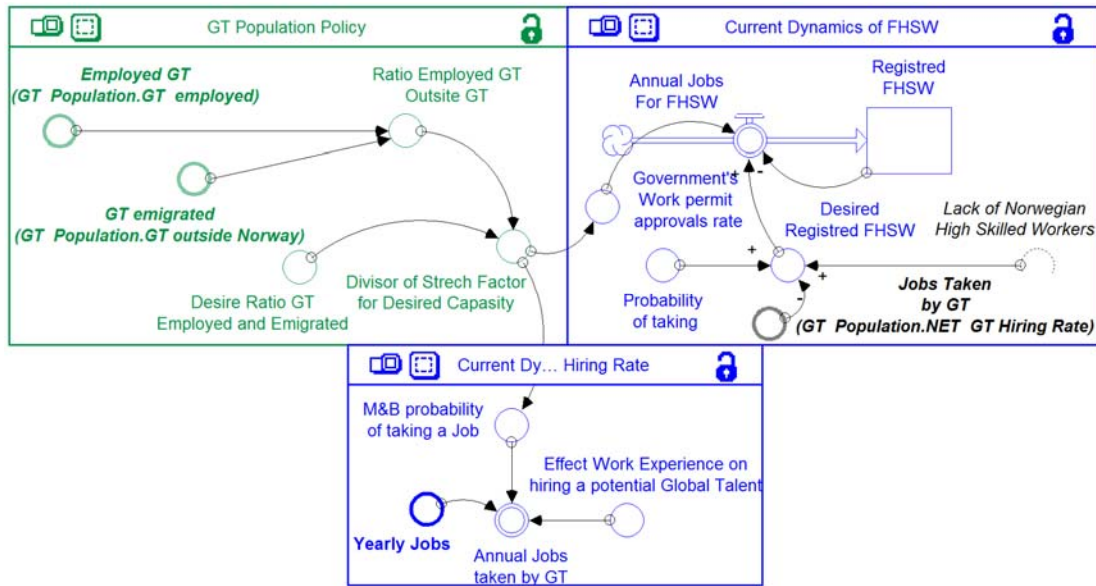 GT Population Policy
Employed GT
(GT Population.GT employed)
Ratio Employed GT
Outsite GT
GT emigrated
(GT Population.GT outside Norway)
Desire Ratio GT
Employed and Emigrated
Divisor of Strech Factor
for Desired Capasity
Current Dynamics of FHSW
Annual Jobs
For FHSW
Registred
FHSW
Government's
Work permit
approvals rate
+ -
Desired
Registred FHSW
Lack of Norwegian
High Skilled Workers
+
+
-
Probability
of taking
Jobs Taken
by GT
(GT Population.NET GT Hiring Rate)
Current Dy... Hiring Rate
M&B probability
of taking a Job
Effect Work Experience on
hiring a potential Global Talent
Yearly Jobs
Annual Jobs
taken by GT